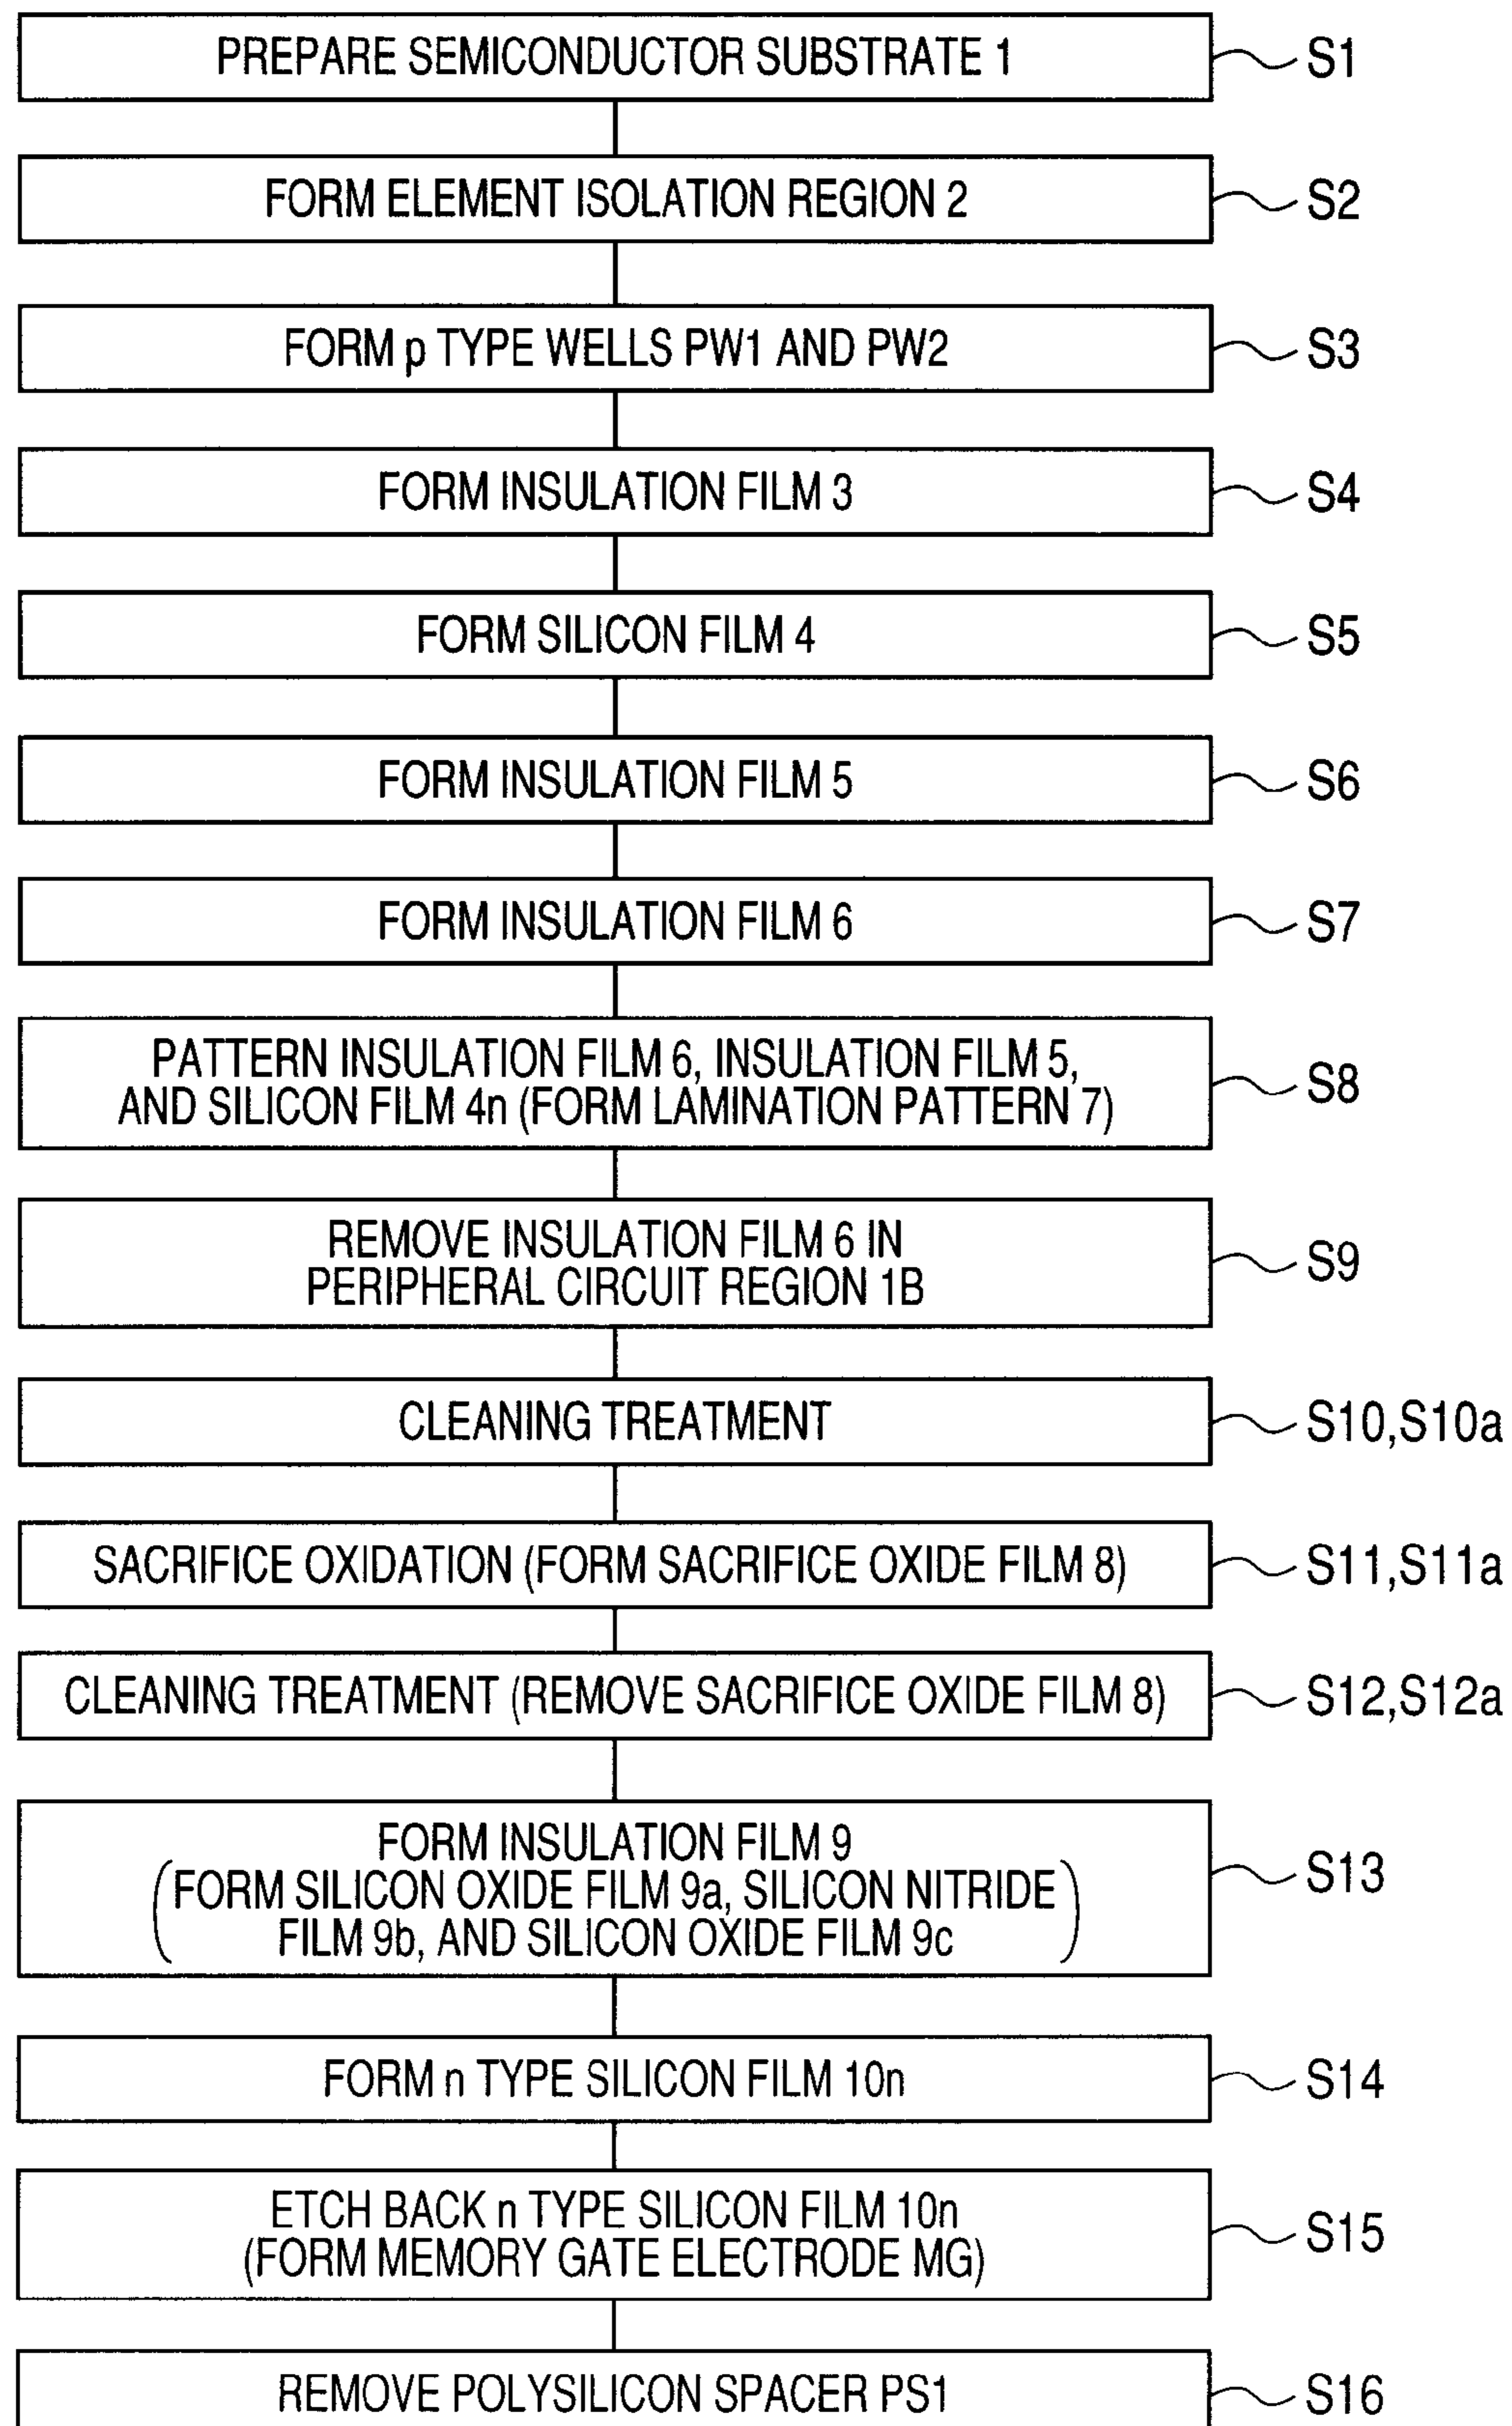 PREPARE SEMICONDUCTOR SUBSTRATE 1
S1
FORM ELEMENT ISOLATION REGION 2
S2
FORM p TYPE WELLS PW1 AND PW2
S3
FORM INSULATION FILM 3
S4
FORM SILICON FILM 4
S5
FORM INSULATION FILM 5
S6
FORM INSULATION FILM 6
S7
PATTERN INSULATION FILM 6, INSULATION FILM 5,
AND SILICON FILM 4n (FORM LAMINATION PATTERN 7)
S8
REMOVE INSULATION FILM 6 IN
PERIPHERAL CIRCUIT REGION 1B
S9
CLEANING TREATMENT
S10,S10a
SACRIFICE OXIDATION (FORM SACRIFICE OXIDE FILM 8)
S11,S11a
CLEANING TREATMENT (REMOVE SACRIFICE OXIDE FILM 8)
S12,S12a
FORM INSULATION FILM 9
(FORM SILICON OXIDE FILM 9a, SILICON NITRIDE
FILM 9b, AND SILICON OXIDE FILM 9c)
S13
FORM n TYPE SILICON FILM 10n
S14
ETCH BACK n TYPE SILICON FILM 10n
(FORM MEMORY GATE ELECTRODE MG)
S15
REMOVE POLYSILICON SPACER PS1
S16